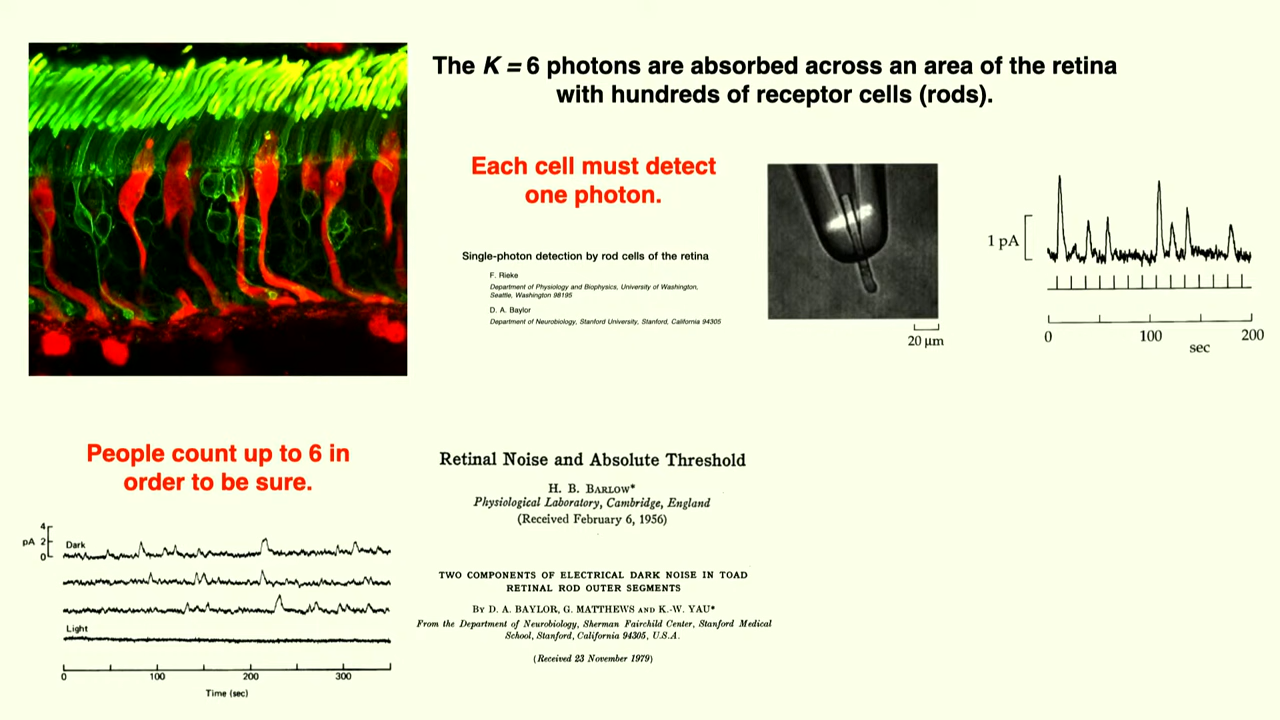 The K = 6 photons are absorbed across an area of the retina
with hundreds of receptor cells (rods).
Each cell must detect
one photon.
Single-photon detection by rod cells of the retina
F. Rieke
Department of Physiology and Biophysics, University of Washington,
Seattle, Washington 98195
D. A. Baylor
Department of Neurobiology, Stanford University, Stanford, California 94305
20 μm
1 pA
0 100 200
sec
People count up to 6 in
order to be sure.
4
pA 2
0
Dark
Light
0 100 200 300
Time (sec)
Retinal Noise and Absolute Threshold
H. B. BARLOW*
Physiological Laboratory, Cambridge, England
(Received February 6, 1956)
TWO COMPONENTS OF ELECTRICAL DARK NOISE IN TOAD
RETINAL ROD OUTER SEGMENTS
BY D. A. BAYLOR, G. MATTHEWS AND K.-W. YAU*
From the Department of Neurobiology, Sherman Fairchild Center, Stanford Medical
School, Stanford, California 94305, U.S.A.
(Received 23 November 1979)